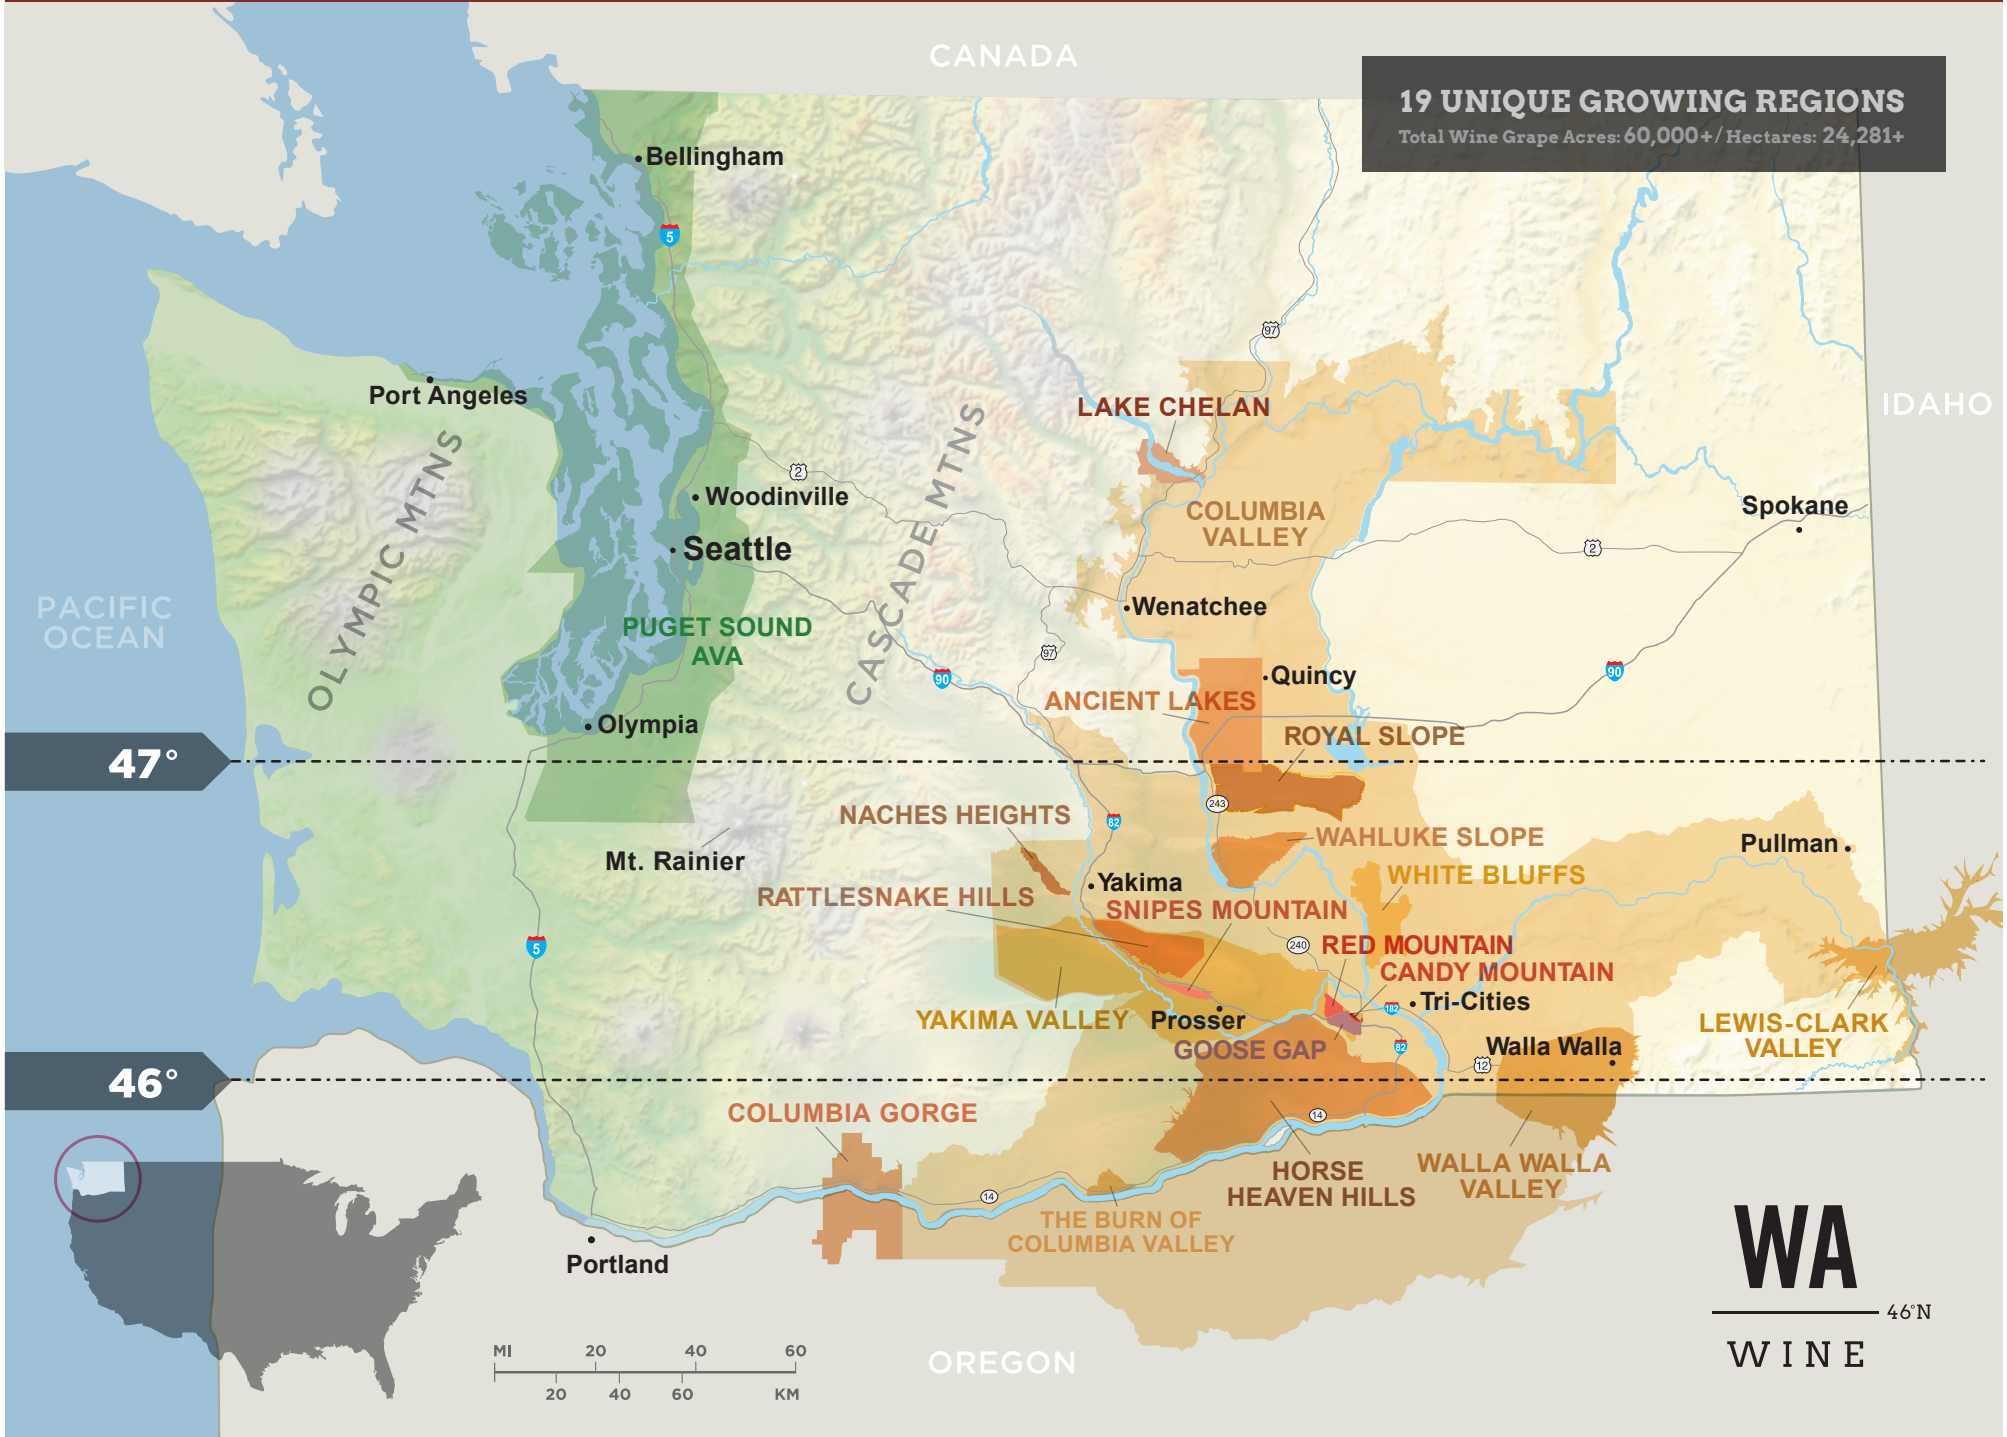 CANADA
19 UNIQUE GROWING REGIONS
Total Wine Grape Acres: 60,000+/Hectares: 24,281+
Bellingham
5
97
Port Angeles
LAKE CHELAN
IDAHO
OLYMPIC MTNS
CASCADE MTNS
2
Woodinville
COLUMBIA
VALLEY
Spokane
Seattle
2
PACIFIC
OCEAN
Wenatchee
PUGET SOUND
AVA
97
90
90
Quincy
ANCIENT LAKES
Olympia
ROYAL SLOPE
47°
243
NACHES HEIGHTS
82
WAHLUKE SLOPE
Pullman
Mt. Rainier
WHITE BLUFFS
Yakima
RATTLESNAKE HILLS
SNIPES MOUNTAIN
5
240
RED MOUNTAIN
CANDY MOUNTAIN
182
Tri-Cities
YAKIMA VALLEY
Prosser
LEWIS-CLARK
VALLEY
GOOSE GAP
82
Walla Walla
12
46°
COLUMBIA GORGE
14
HORSE
HEAVEN HILLS
WALLA WALLA
VALLEY
14
THE BURN OF
COLUMBIA VALLEY
Portland
WA
46°N
WINE
MI 20 40 60
20 40 60 KM
OREGON